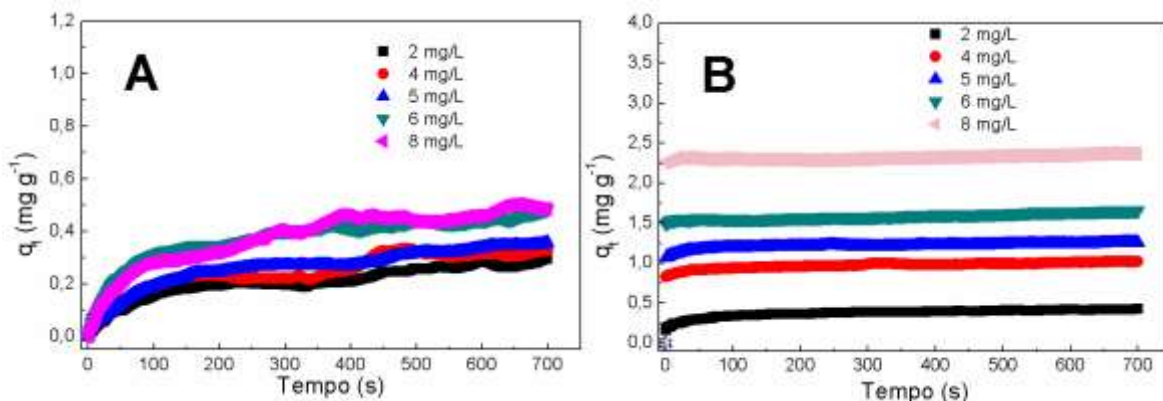 A
2 mg/L
4 mg/L
5 mg/L
6 mg/L
8 mg/L
1,2
1,0
0,8
0,6
0,4
0,2
0,0
qt (mg g-1)
0 100 200 300 400 500 600 700
Tempo (s)
B
2 mg/L
4 mg/L
5 mg/L
6 mg/L
8 mg/L
4,0
3,5
3,0
2,5
2,0
1,5
1,0
0,5
0,0
qt (mg g-1)
0 100 200 300 400 500 600 700
Tempo (s)